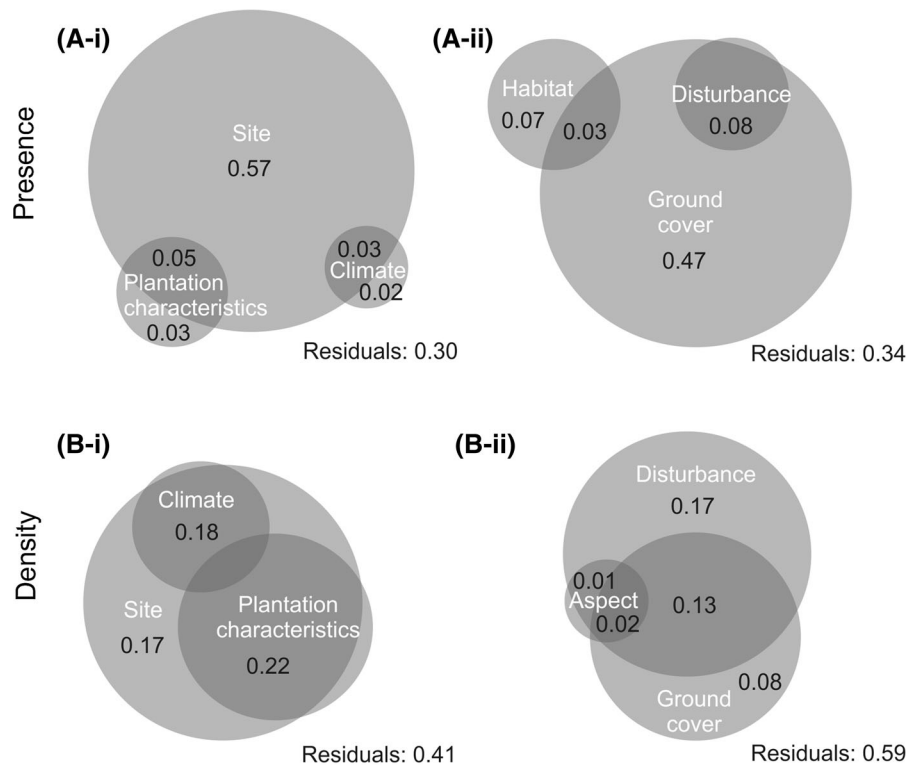 Presence
(A-i)
Site
0.57
0.05
Plantation
characteristics
0.03
0.03
Climate
0.02
Residuals: 0.30
(A-ii)
Habitat
0.07
0.03
Disturbance
0.08
Ground
cover
0.47
Residuals: 0.34
Density
(B-i)
Climate
0.18
Site
0.17
Plantation
characteristics
0.22
Residuals: 0.41
(B-ii)
Disturbance
0.17
0.01
Aspect
0.02
0.13
0.08
Ground
cover
Residuals: 0.59